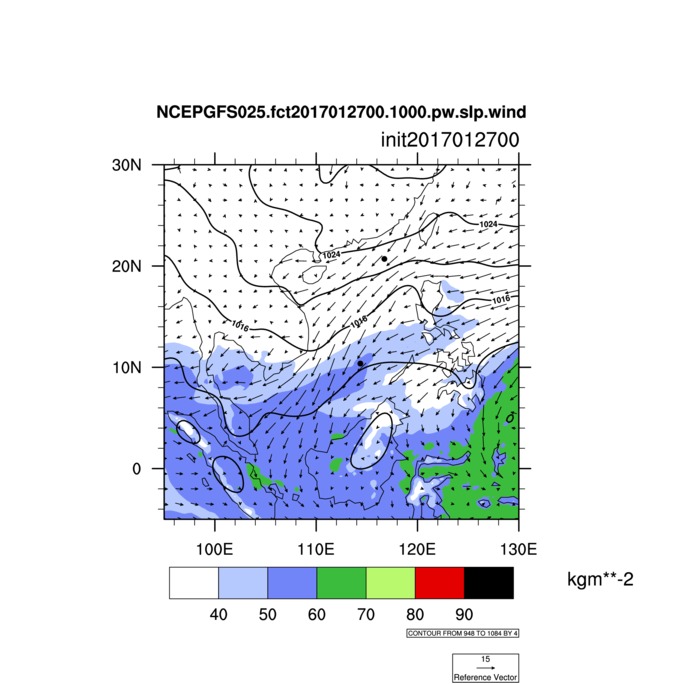 NCEPGFS025.fct2017012700.1000.pw.slp.wind
init2017012700
30N
1024
20N
1024
1016
1016
1016
10N
0
100E
110E
120E
130E
kgm**-2
40 50 60 70 80 90
CONTOUR FROM 948 TO 1084 BY 4
15
Reference Vector